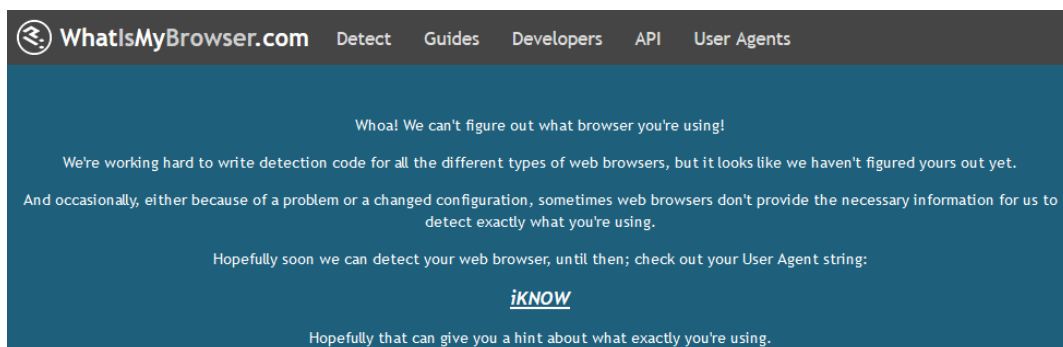 WhatIsMyBrowser.com Detect Guides Developers API User Agents
Whoa! We can't figure out what browser you're using!
We're working hard to write detection code for all the different types of web browsers, but it looks like we haven't figured yours out yet.
And occasionally, either because of a problem or a changed configuration, sometimes web browsers don't provide the necessary information for us to
detect exactly what you're using.
Hopefully soon we can detect your web browser, until then; check out your User Agent string:
iKNOW
Hopefully that can give you a hint about what exactly you're using.